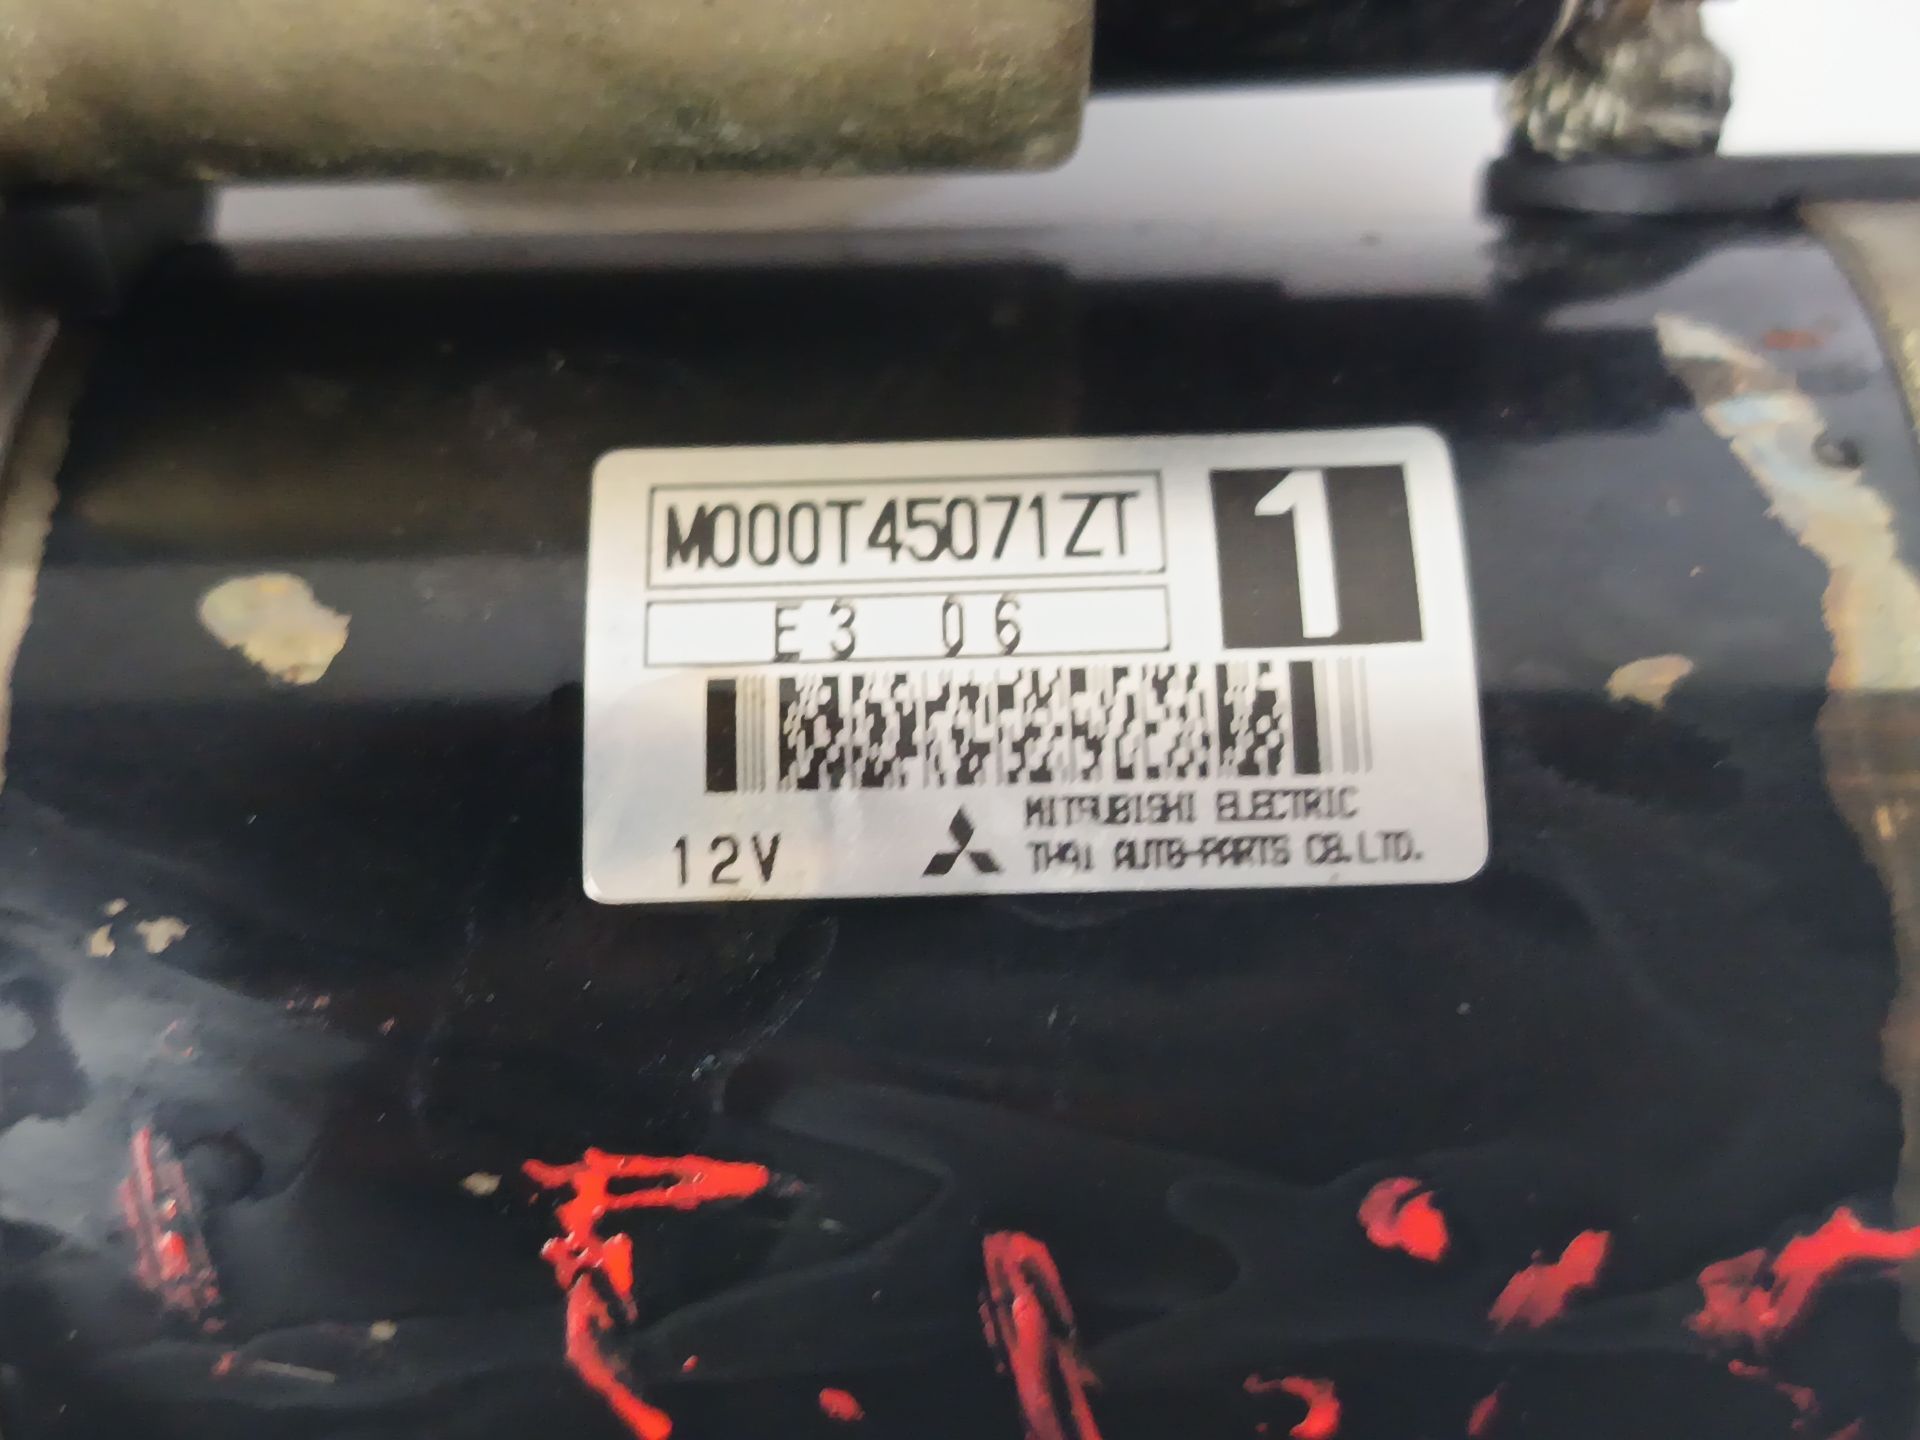 M000T45071ZT
1
E3 06
12V
MITSUBISHI ELECTRIC
THAI AUTO-PARTS CO.,LTD.